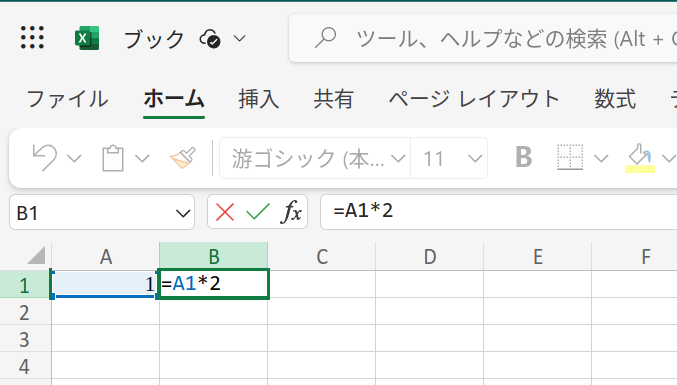 ブック ツール、ヘルプなどの検索 (Alt +
ファイル ホーム 挿入 共有 ページ レイアウト 数式
游ゴシック (本... 11 B
B1 fx =A1*2
A B C D E F
1 1 =A1*2
2
3
4